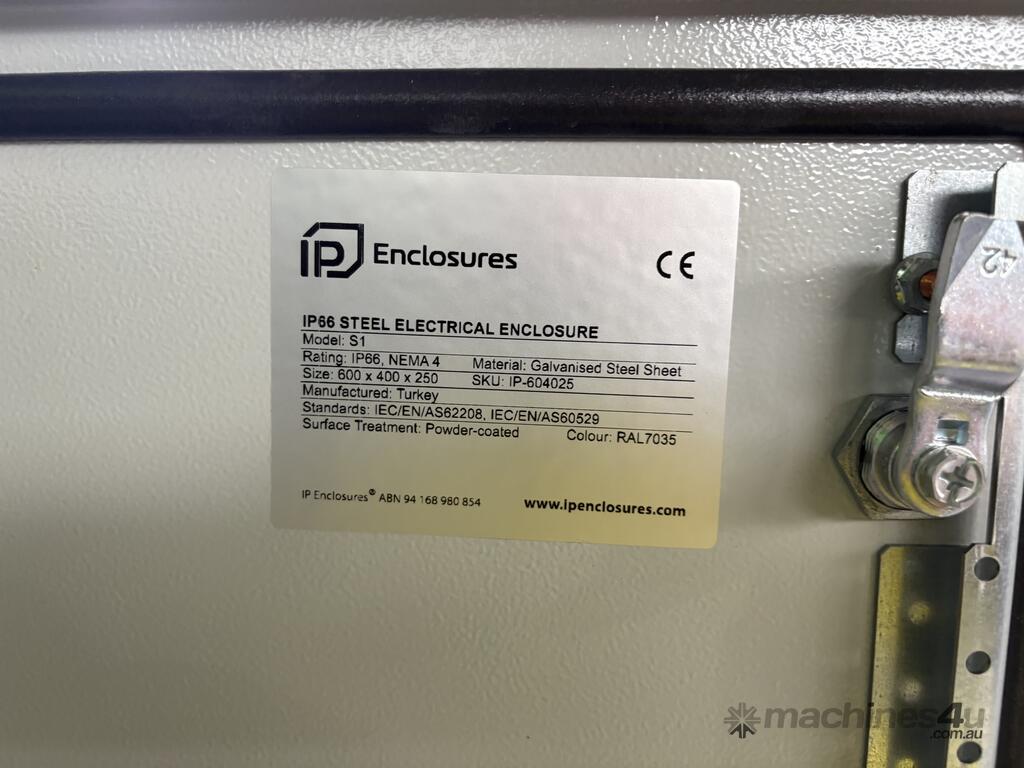 IP Enclosures
CE
IP66 STEEL ELECTRICAL ENCLOSURE
Model: S1
Rating: IP66, NEMA 4 Material: Galvanised Steel Sheet
Size: 600 x 400 x 250 SKU: IP-604025
Manufactured: Turkey
Standards: IEC/EN/AS62208, IEC/EN/AS60529
Surface Treatment: Powder-coated Colour: RAL7035
IP Enclosures® ABN 94 168 980 854 www.ipenclosures.com
42
machines4u
.com.au